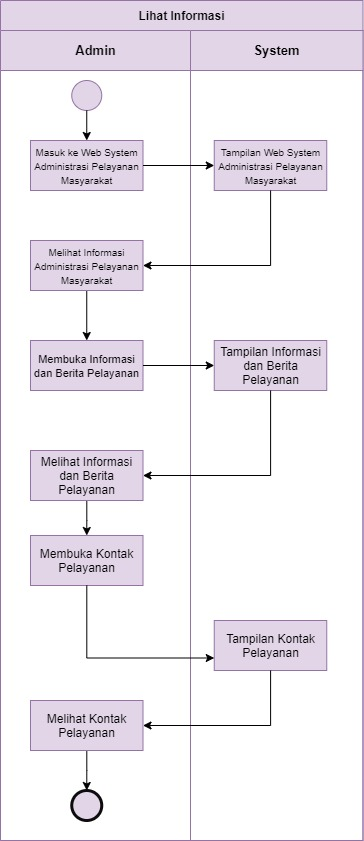 Lihat Informasi
Admin
System
Masuk ke Web System
Administrasi Pelayanan
Masyarakat
Tampilan Web System
Administrasi Pelayanan
Masyarakat
Melihat Informasi
Administrasi Pelayanan
Masyarakat
Membuka Informasi
dan Berita Pelayanan
Tampilan Informasi
dan Berita
Pelayanan
Melihat Informasi
dan Berita
Pelayanan
Membuka Kontak
Pelayanan
Tampilan Kontak
Pelayanan
Melihat Kontak
Pelayanan